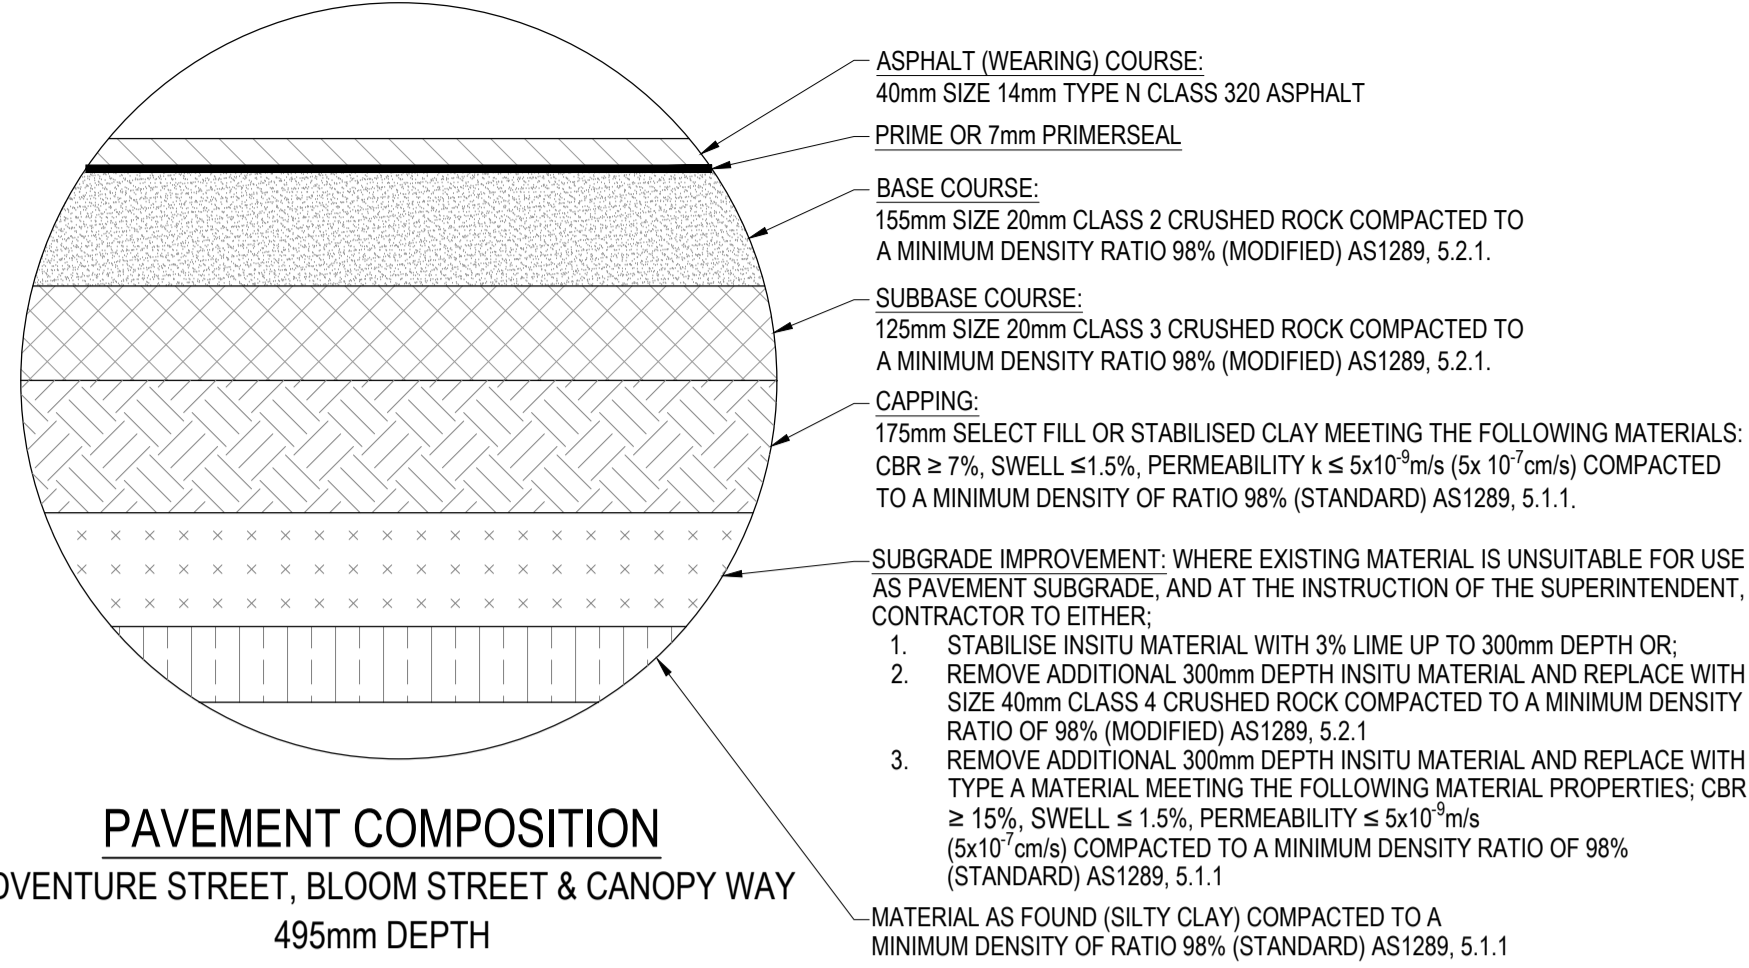 ASPHALT (WEARING) COURSE:
40mm SIZE 14mm TYPE N CLASS 320 ASPHALT
PRIME OR 7mm PRIMERSEAL
BASE COURSE:
155mm SIZE 20mm CLASS 2 CRUSHED ROCK COMPACTED TO
A MINIMUM DENSITY RATIO 98% (MODIFIED) AS1289, 5.2.1.
SUBBASE COURSE:
125mm SIZE 20mm CLASS 3 CRUSHED ROCK COMPACTED TO
A MINIMUM DENSITY RATIO 98% (MODIFIED) AS1289, 5.2.1.
CAPPING:
175mm SELECT FILL OR STABILISED CLAY MEETING THE FOLLOWING MATERIALS:
CBR ≥ 7%, SWELL ≤1.5%, PERMEABILITY k ≤ 5x10⁻⁹m/s (5x 10⁻⁷cm/s) COMPACTED
TO A MINIMUM DENSITY OF RATIO 98% (STANDARD) AS1289, 5.1.1.
SUBGRADE IMPROVEMENT: WHERE EXISTING MATERIAL IS UNSUITABLE FOR USE
AS PAVEMENT SUBGRADE, AND AT THE INSTRUCTION OF THE SUPERINTENDENT,
CONTRACTOR TO EITHER;
1. STABILISE INSITU MATERIAL WITH 3% LIME UP TO 300mm DEPTH OR;
2. REMOVE ADDITIONAL 300mm DEPTH INSITU MATERIAL AND REPLACE WITH
SIZE 40mm CLASS 4 CRUSHED ROCK COMPACTED TO A MINIMUM DENSITY
RATIO OF 98% (MODIFIED) AS1289, 5.2.1
3. REMOVE ADDITIONAL 300mm DEPTH INSITU MATERIAL AND REPLACE WITH
TYPE A MATERIAL MEETING THE FOLLOWING MATERIAL PROPERTIES; CBR
≥ 15%, SWELL ≤ 1.5%, PERMEABILITY ≤ 5x10⁻⁹m/s
(5x10⁻⁷cm/s) COMPACTED TO A MINIMUM DENSITY RATIO OF 98%
(STANDARD) AS1289, 5.1.1
MATERIAL AS FOUND (SILTY CLAY) COMPACTED TO A
MINIMUM DENSITY OF RATIO 98% (STANDARD) AS1289, 5.1.1
PAVEMENT COMPOSITION
DVENTURE STREET, BLOOM STREET & CANOPY WAY
495mm DEPTH